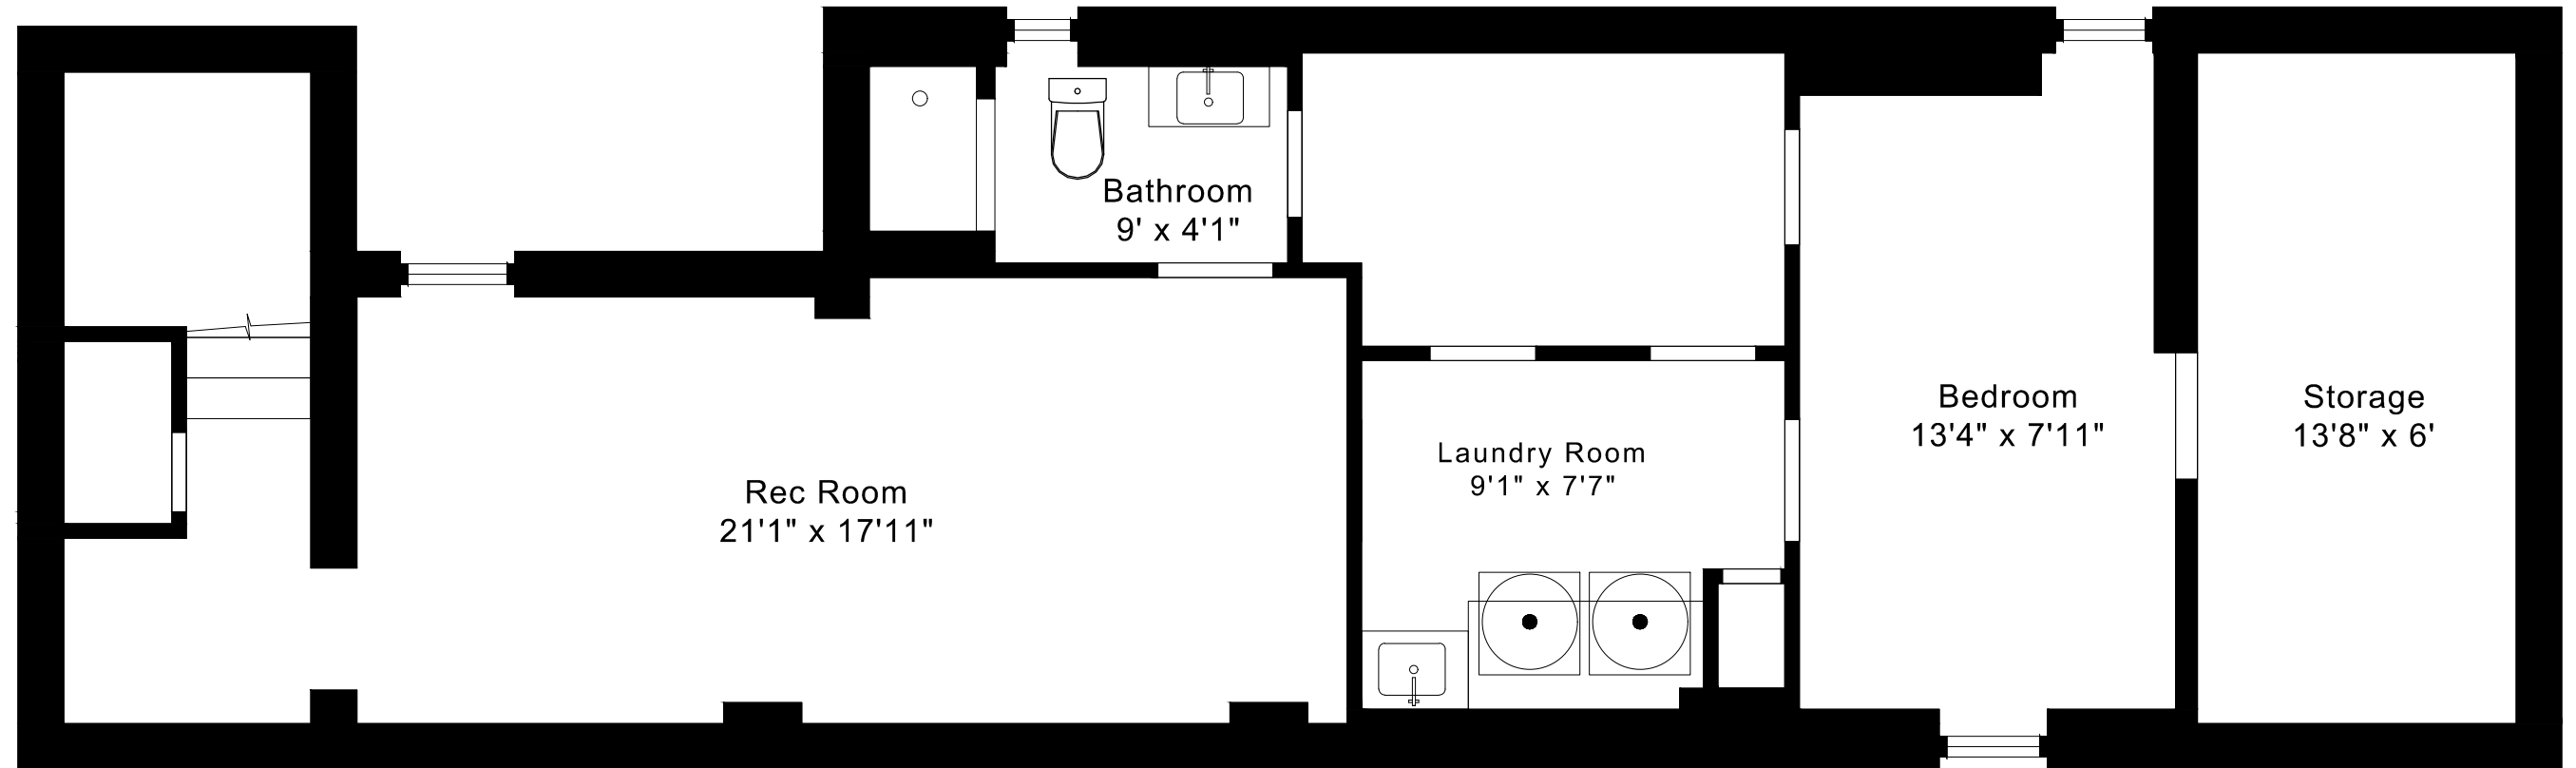 Bathroom
9' x 4'1"
Bedroom
13'4" x 7'11"
Storage
13'8" x 6'
Laundry Room
9'1" x 7'7"
Rec Room
21'1" x 17'11"